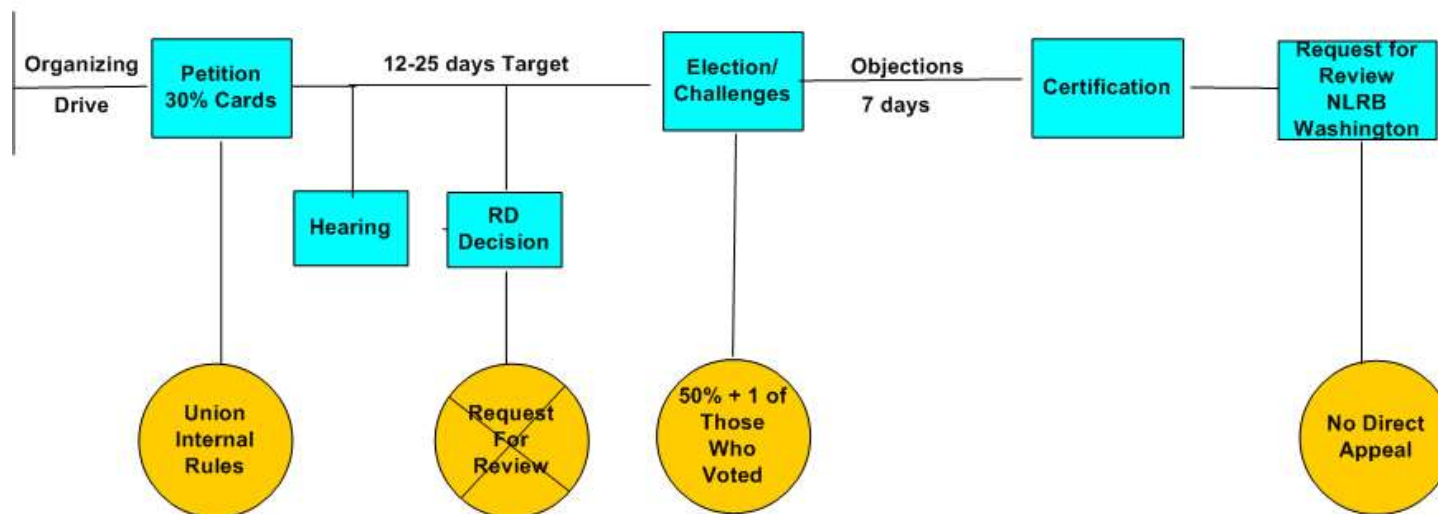 Organizing
Drive
Petition
30% Cards
12-25 days Target
Election/
Challenges
Objections
7 days
Certification
Request for
Review
NLRB
Washington
Hearing
RD
Decision
Union
Internal
Rules
Request
For
Review
50% + 1 of
Those
Who
Voted
No Direct
Appeal